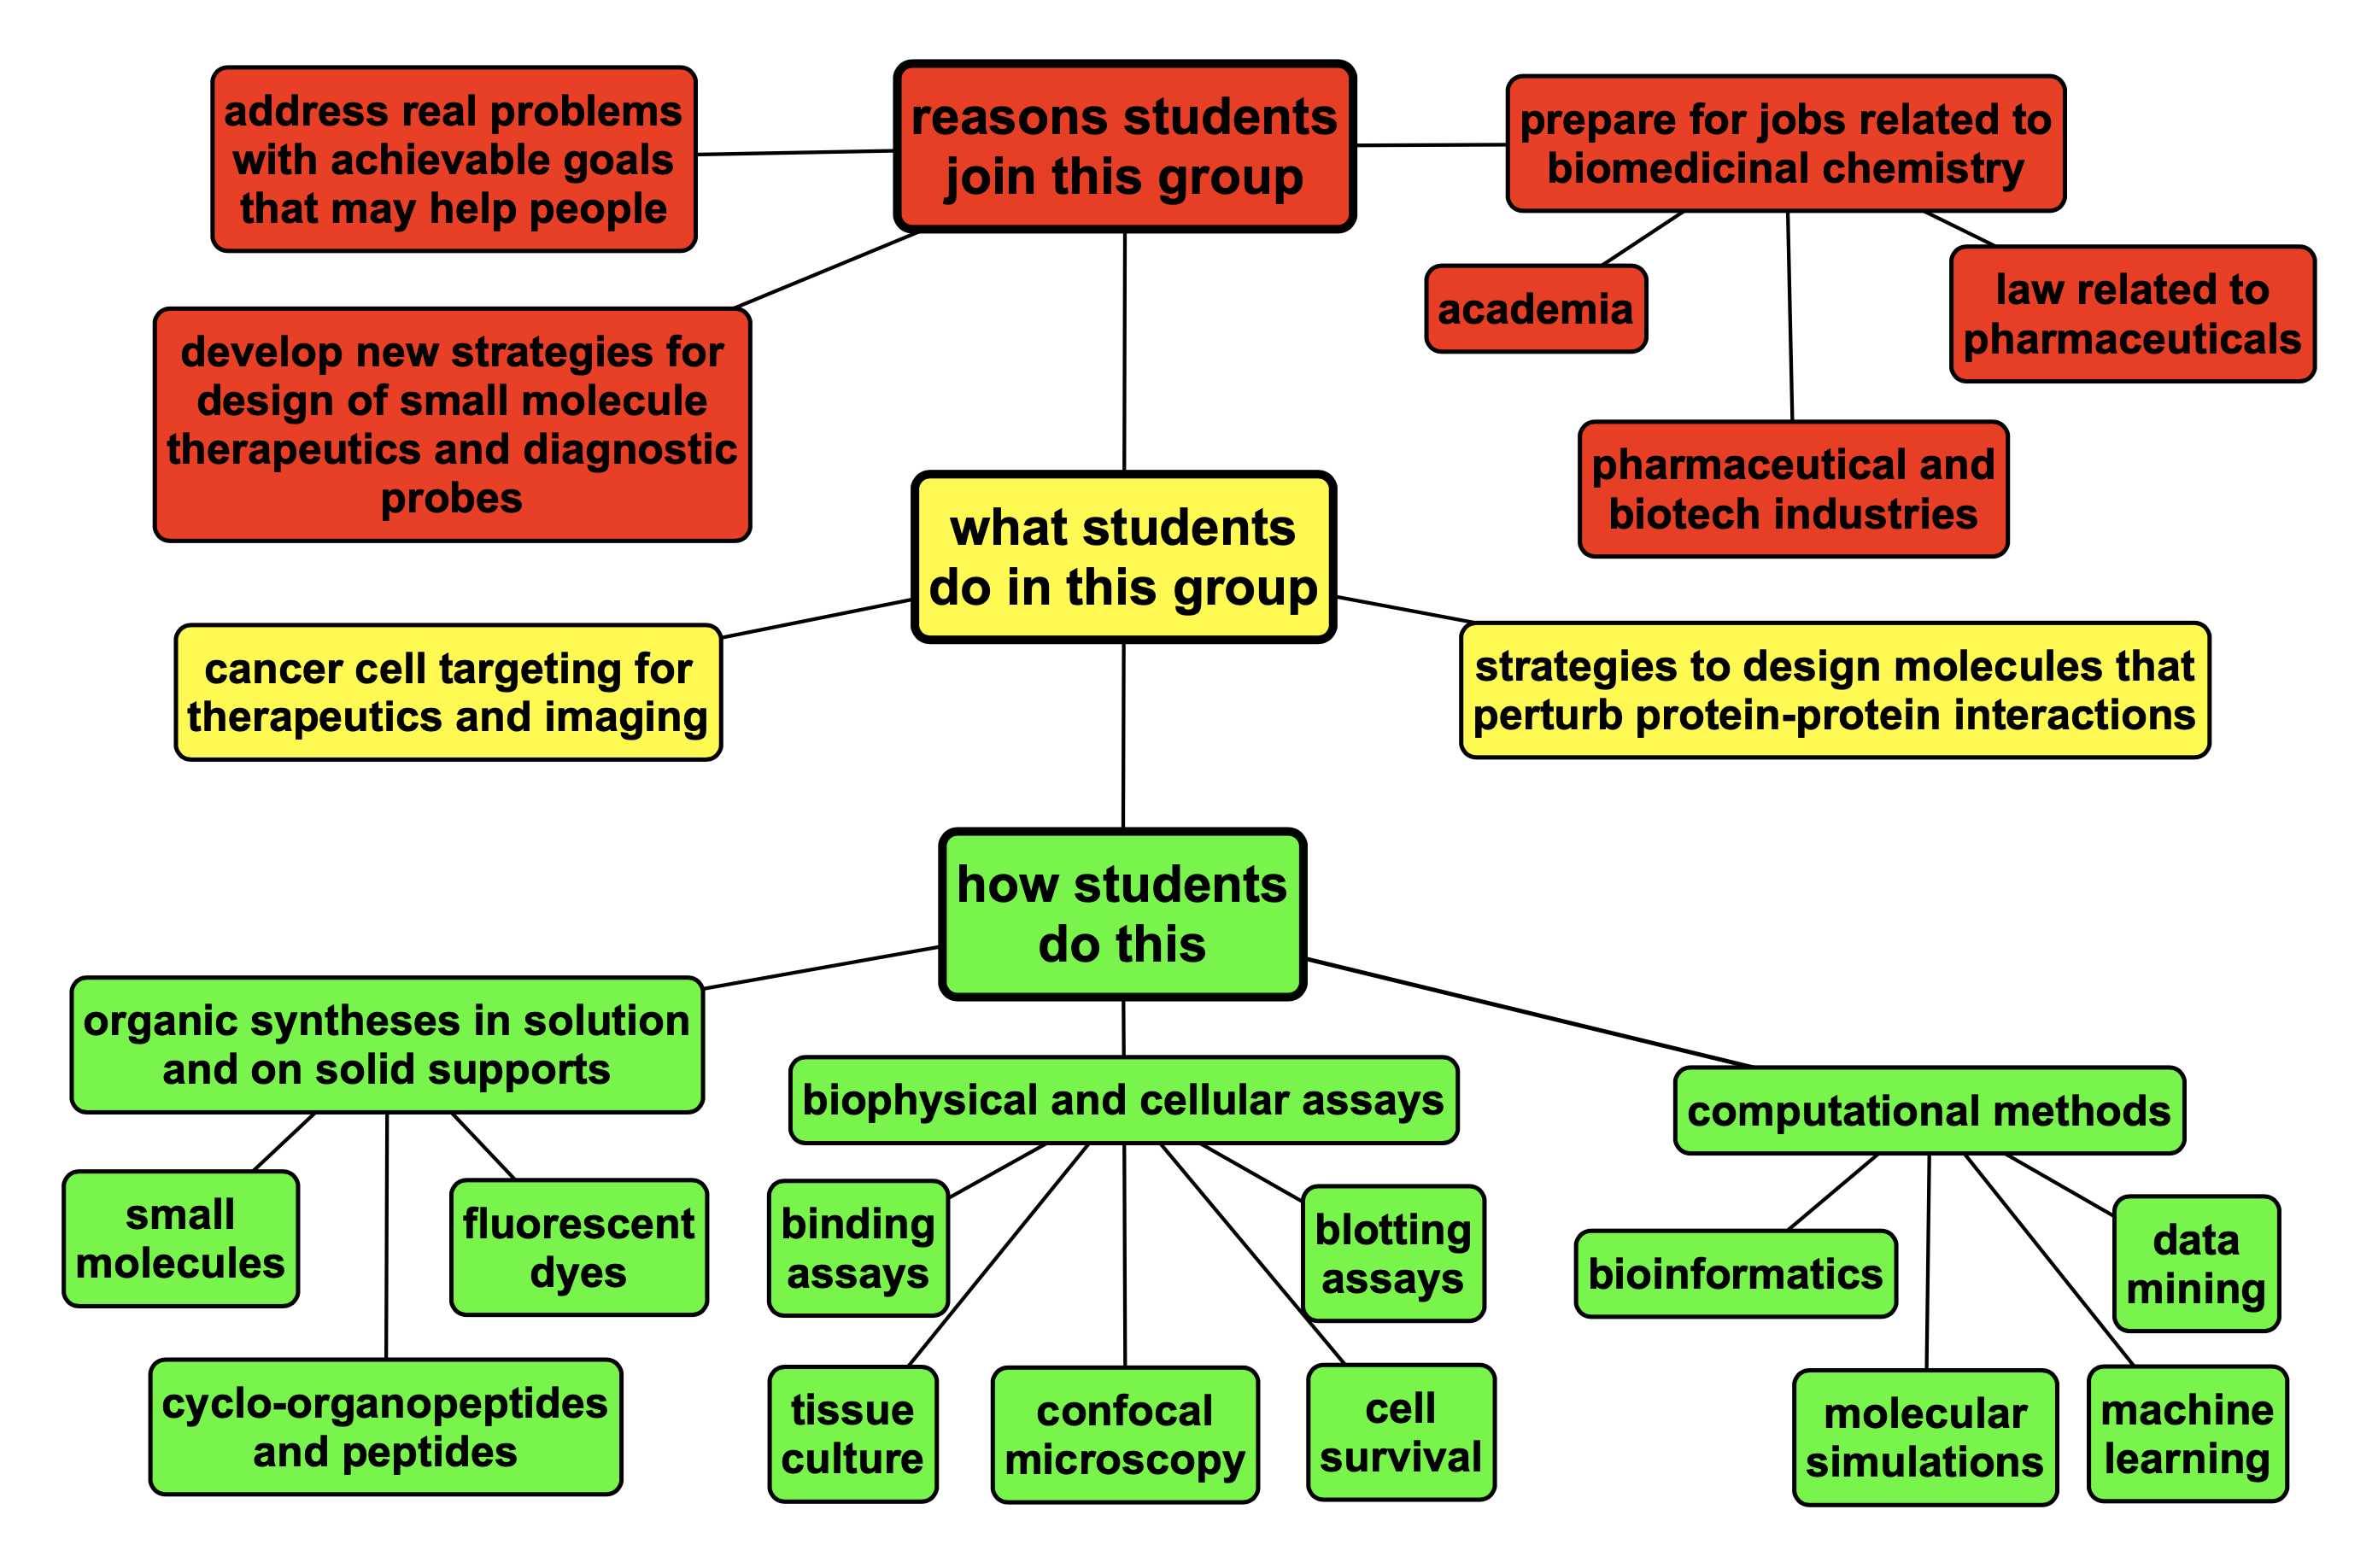 reasons students
join this group
address real problems
with achievable goals
that may help people
develop new strategies for
design of small molecule
therapeutics and diagnostic
probes
prepare for jobs related to
biomedicinal chemistry
academia
law related to
pharmaceuticals
pharmaceutical and
biotech industries
what students
do in this group
cancer cell targeting for
therapeutics and imaging
strategies to design molecules that
perturb protein-protein interactions
how students
do this
organic syntheses in solution
and on solid supports
small
molecules
fluorescent
dyes
cyclo-organopeptides
and peptides
biophysical and cellular assays
binding
assays
blotting
assays
tissue
culture
confocal
microscopy
cell
survival
computational methods
bioinformatics
data
mining
molecular
simulations
machine
learning